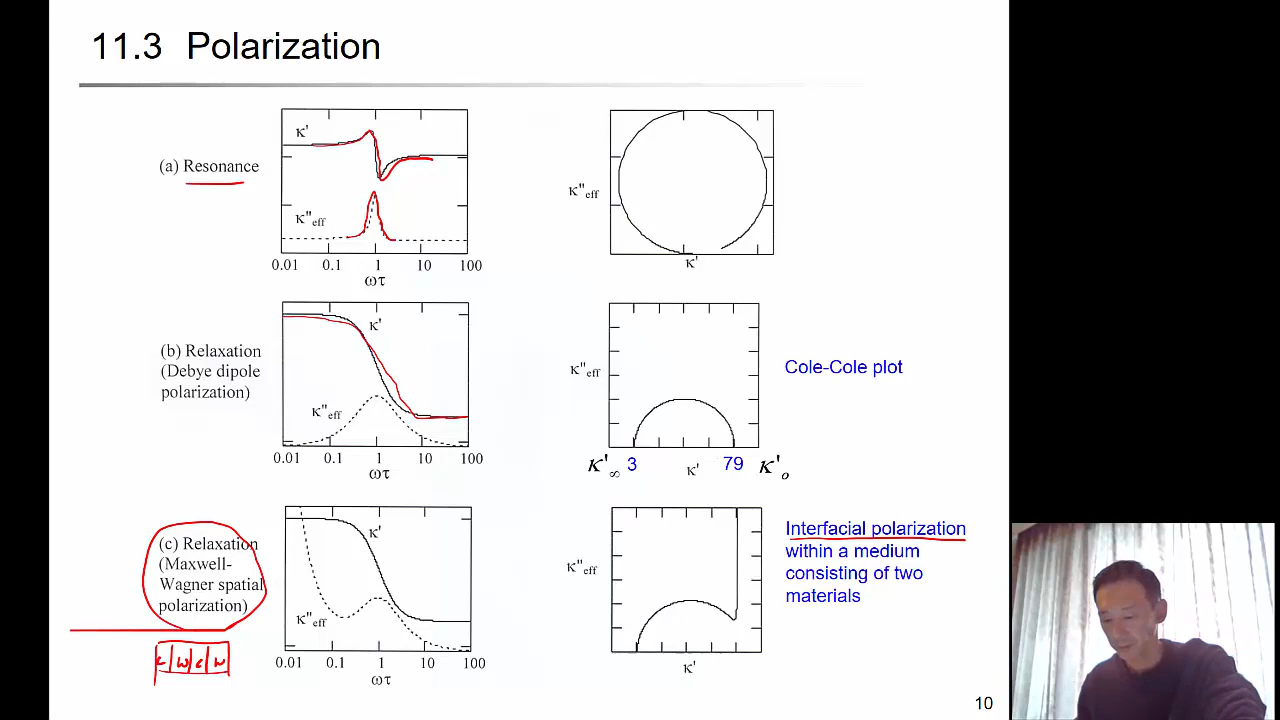 11.3 Polarization
(a) Resonance
κ'
κ"eff
0.01 0.1 1 10 100
ωτ
κ"eff
κ'
(b) Relaxation
(Debye dipole
polarization)
κ'
κ"eff
0.01 0.1 1 10 100
ωτ
κ"eff
κ'∞ 3 κ' 79 κ'o
Cole-Cole plot
(c) Relaxation
(Maxwell-
Wagner spatial
polarization)
κ'
κ"eff
0.01 0.1 1 10 100
ωτ
κ"eff
κ'
Interfacial polarization
within a medium
consisting of two
materials
10